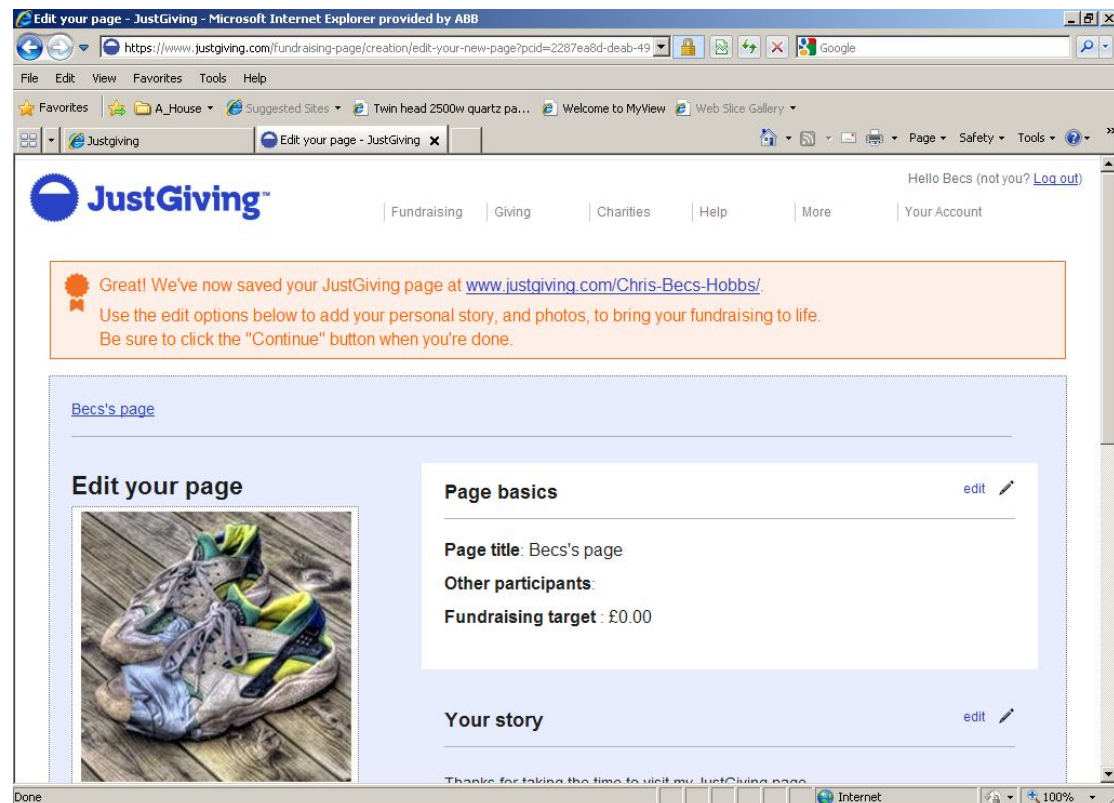 Edit your page - JustGiving - Microsoft Internet Explorer provided by ABB
https://www.justgiving.com/fundraising-page/creation/edit-your-new-page?pcid=2287ea8d-deab-49
Google
File Edit View Favorites Tools Help
Favorites A_House Suggested Sites Twin head 2500w quartz pa... Welcome to MyView Web Slice Gallery
Justgiving Edit your page - JustGiving Page Safety Tools
Hello Becs (not you? Log out)
JustGiving™
Fundraising Giving Charities Help More Your Account
Great! We've now saved your JustGiving page at www.justgiving.com/Chris-Becs-Hobbs/.
Use the edit options below to add your personal story, and photos, to bring your fundraising to life.
Be sure to click the "Continue" button when you're done.
Becs's page
Edit your page
Page basics edit
Page title: Becs's page
Other participants:
Fundraising target : £0.00
Your story edit
Thanks for taking the time to visit my JustGiving page
Done Internet 100%